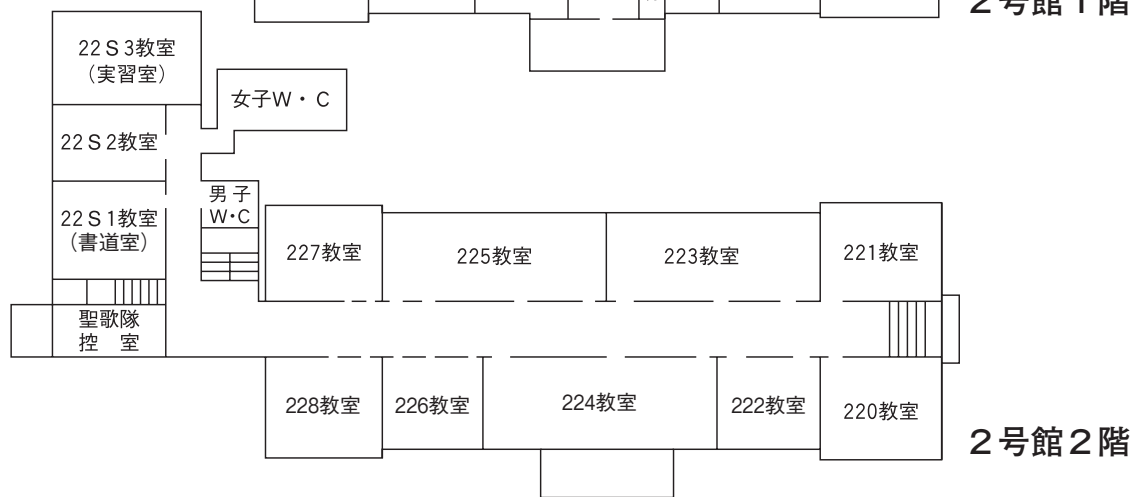 2号館1階
22S3教室
(実習室)
女子W・C
22S2教室
男子
W・C
22S1教室
(書道室)
227教室
225教室
223教室
221教室
聖歌隊
控 室
228教室
226教室
224教室
222教室
220教室
2号館2階